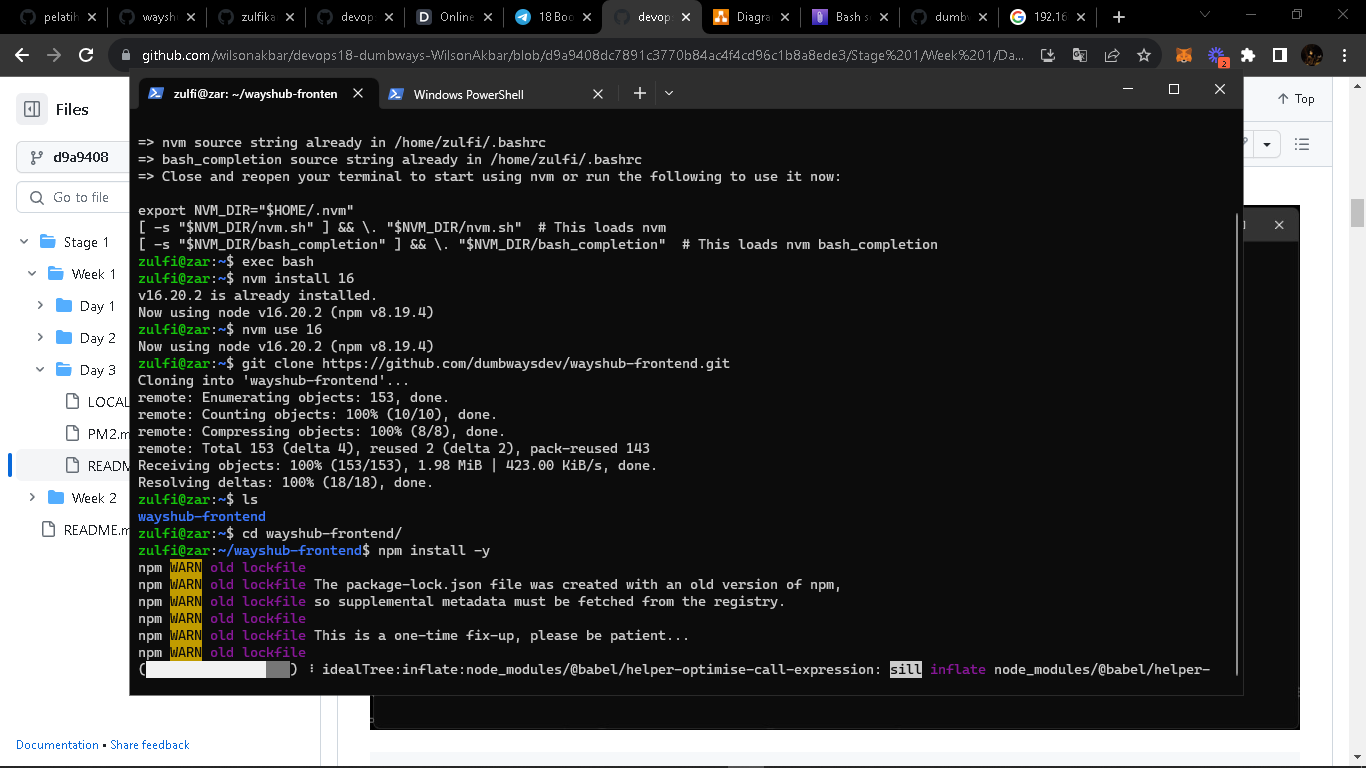 pelatih
waysh
zulfika
devop
Online
18 Boo
devop
Diagra
Bash s
dumbw
192.16
github.com/wilsonakbar/devops18-dumbways-WilsonAkbar/blob/d9a9408dc7891c3770b84ac4f4cd96c1b8a8ede3/Stage%201/Week%201/Da...
2
Files
d9a9408
Go to file
Stage 1
Week 1
Day 1
Day 2
Day 3
LOCAL
PM2.m
READM
Week 2
README.m
Documentation • Share feedback
Top
zulfi@zar: ~/wayshub-fronten
Windows PowerShell
=> nvm source string already in /home/zulfi/.bashrc
=> bash_completion source string already in /home/zulfi/.bashrc
=> Close and reopen your terminal to start using nvm or run the following to use it now:
export NVM_DIR="$HOME/.nvm"
[ -s "$NVM_DIR/nvm.sh" ] && \. "$NVM_DIR/nvm.sh"  # This loads nvm
[ -s "$NVM_DIR/bash_completion" ] && \. "$NVM_DIR/bash_completion"  # This loads nvm bash_completion
zulfi@zar:~$ exec bash
zulfi@zar:~$ nvm install 16
v16.20.2 is already installed.
Now using node v16.20.2 (npm v8.19.4)
zulfi@zar:~$ nvm use 16
Now using node v16.20.2 (npm v8.19.4)
zulfi@zar:~$ git clone https://github.com/dumbwaysdev/wayshub-frontend.git
Cloning into 'wayshub-frontend'...
remote: Enumerating objects: 153, done.
remote: Counting objects: 100% (10/10), done.
remote: Compressing objects: 100% (8/8), done.
remote: Total 153 (delta 4), reused 2 (delta 2), pack-reused 143
Receiving objects: 100% (153/153), 1.98 MiB | 423.00 KiB/s, done.
Resolving deltas: 100% (18/18), done.
zulfi@zar:~$ ls
wayshub-frontend
zulfi@zar:~$ cd wayshub-frontend/
zulfi@zar:~/wayshub-frontend$ npm install -y
npm WARN old lockfile
npm WARN old lockfile The package-lock.json file was created with an old version of npm,
npm WARN old lockfile so supplemental metadata must be fetched from the registry.
npm WARN old lockfile
npm WARN old lockfile This is a one-time fix-up, please be patient...
npm WARN old lockfile
( ) ⠸ idealTree:inflate:node_modules/@babel/helper-optimise-call-expression: sill inflate node_modules/@babel/helper-